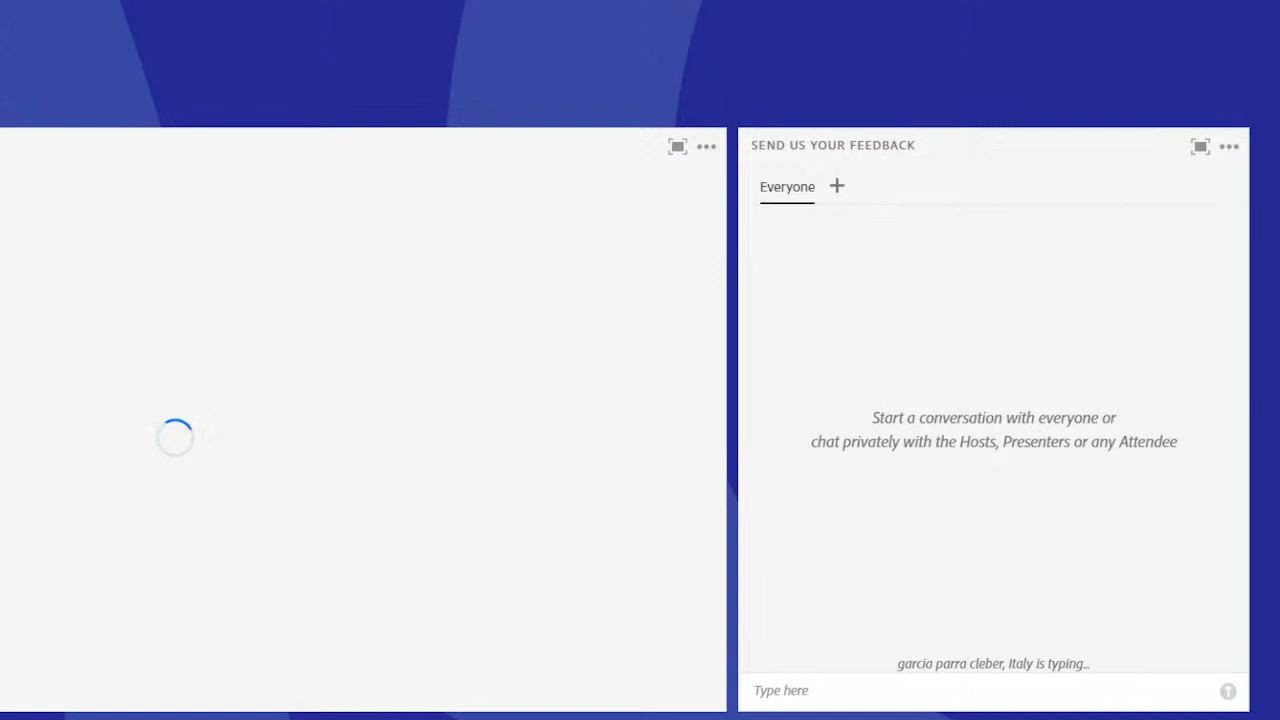 SEND US YOUR FEEDBACK
Everyone
Start a conversation with everyone or
chat privately with the Hosts, Presenters or any Attendee
garcia parra cleber, Italy is typing...
Type here